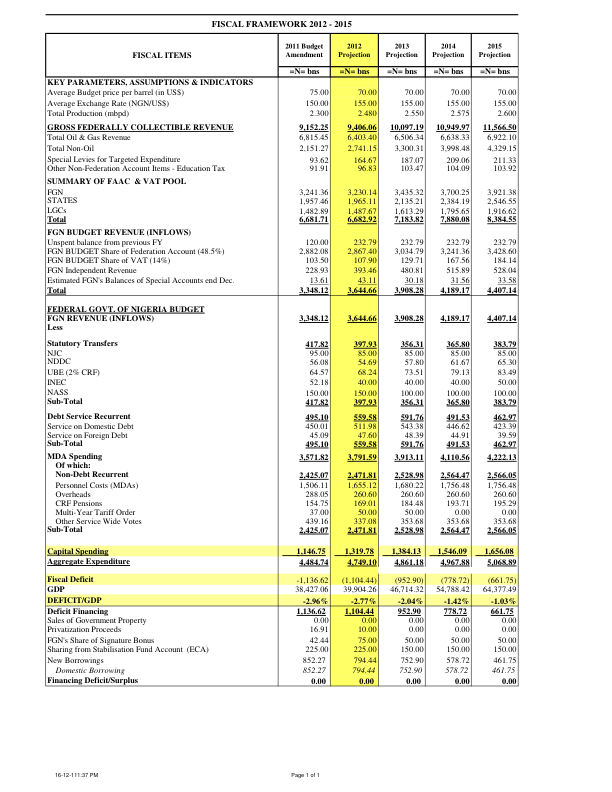 FISCAL FRAMEWORK 2012 - 2015
FISCAL ITEMS 2011 Budget Amendment 2012 Projection 2013 Projection 2014 Projection 2015 Projection
=N= bns =N= bns =N= bns =N= bns =N= bns
KEY PARAMETERS, ASSUMPTIONS & INDICATORS
Average Budget price per barrel (in US$) 75.00 70.00 70.00 70.00 70.00
Average Exchange Rate (NGN/US$) 150.00 155.00 155.00 155.00 155.00
Total Production (mbpd) 2.300 2.480 2.550 2.575 2.600
GROSS FEDERALLY COLLECTIBLE REVENUE 9,152.25 9,406.06 10,097.19 10,949.97 11,566.50
Total Oil & Gas Revenue 6,815.45 6,403.40 6,506.34 6,638.33 6,922.10
Total Non-Oil 2,151.27 2,741.15 3,300.31 3,998.48 4,329.15
Special Levies for Targeted Expenditure 93.62 164.67 187.07 209.06 211.33
Other Non-Federation Account Items - Education Tax 91.91 96.83 103.47 104.09 103.92
SUMMARY OF FAAC & VAT POOL
FGN 3,241.36 3,230.14 3,435.32 3,700.25 3,921.38
STATES 1,957.46 1,965.11 2,135.21 2,384.19 2,546.55
LGCs 1,482.89 1,487.67 1,613.29 1,795.65 1,916.62
Total 6,681.71 6,682.92 7,183.82 7,880.08 8,384.55
FGN BUDGET REVENUE (INFLOWS)
Unspent balance from previous FY 120.00 232.79 232.79 232.79 232.79
FGN BUDGET Share of Federation Account (48.5%) 2,882.08 2,867.40 3,034.79 3,241.36 3,428.60
FGN BUDGET Share of VAT (14%) 103.50 107.90 129.71 167.56 184.14
FGN Independent Revenue 228.93 393.46 480.81 515.89 528.04
Estimated FGN's Balances of Special Accounts end Dec. 13.61 43.11 30.18 31.56 33.58
Total 3,348.12 3,644.66 3,908.28 4,189.17 4,407.14
FEDERAL GOVT. OF NIGERIA BUDGET
FGN REVENUE (INFLOWS) 3,348.12 3,644.66 3,908.28 4,189.17 4,407.14
Less
Statutory Transfers 417.82 397.93 356.31 365.80 383.79
NJC 95.00 85.00 85.00 85.00 85.00
NDDC 56.08 54.69 57.80 61.67 65.30
UBE (2% CRF) 64.57 68.24 73.51 79.13 83.49
INEC 52.18 40.00 40.00 40.00 50.00
NASS 150.00 150.00 100.00 100.00 100.00
Sub-Total 417.82 397.93 356.31 365.80 383.79
Debt Service Recurrent 495.10 559.58 591.76 491.53 462.97
Service on Domestic Debt 450.01 511.98 543.38 446.62 423.39
Service on Foreign Debt 45.09 47.60 48.39 44.91 39.59
Sub-Total 495.10 559.58 591.76 491.53 462.97
MDA Spending 3,571.82 3,791.59 3,913.11 4,110.56 4,222.13
Of which:
Non-Debt Recurrent 2,425.07 2,471.81 2,528.98 2,564.47 2,566.05
Personnel Costs (MDAs) 1,506.11 1,655.12 1,680.22 1,756.48 1,756.48
Overheads 288.05 260.60 260.60 260.60 260.60
CRF Pensions 154.75 169.01 184.48 193.71 195.29
Multi-Year Tariff Order 37.00 50.00 50.00 0.00 0.00
Other Service Wide Votes 439.16 337.08 353.68 353.68 353.68
Sub-Total 2,425.07 2,471.81 2,528.98 2,564.47 2,566.05
Capital Spending 1,146.75 1,319.78 1,384.13 1,546.09 1,656.08
Aggregate Expenditure 4,484.74 4,749.10 4,861.18 4,967.88 5,068.89
Fiscal Deficit -1,136.62 (1,104.44) (952.90) (778.72) (661.75)
GDP 38,427.06 39,904.26 46,714.32 54,788.42 64,377.49
DEFICIT/GDP -2.96% -2.77% -2.04% -1.42% -1.03%
Deficit Financing 1,136.62 1,104.44 952.90 778.72 661.75
Sales of Government Property 0.00 0.00 0.00 0.00 0.00
Privatization Proceeds 16.91 10.00 0.00 0.00 0.00
FGN's Share of Signature Bonus 42.44 75.00 50.00 50.00 50.00
Sharing from Stabilisation Fund Account (ECA) 225.00 225.00 150.00 150.00 150.00
New Borrowings 852.27 794.44 752.90 578.72 461.75
Domestic Borrowing 852.27 794.44 752.90 578.72 461.75
Financing Deficit/Surplus 0.00 0.00 0.00 0.00 0.00
16-12-111:37 PM Page 1 of 1